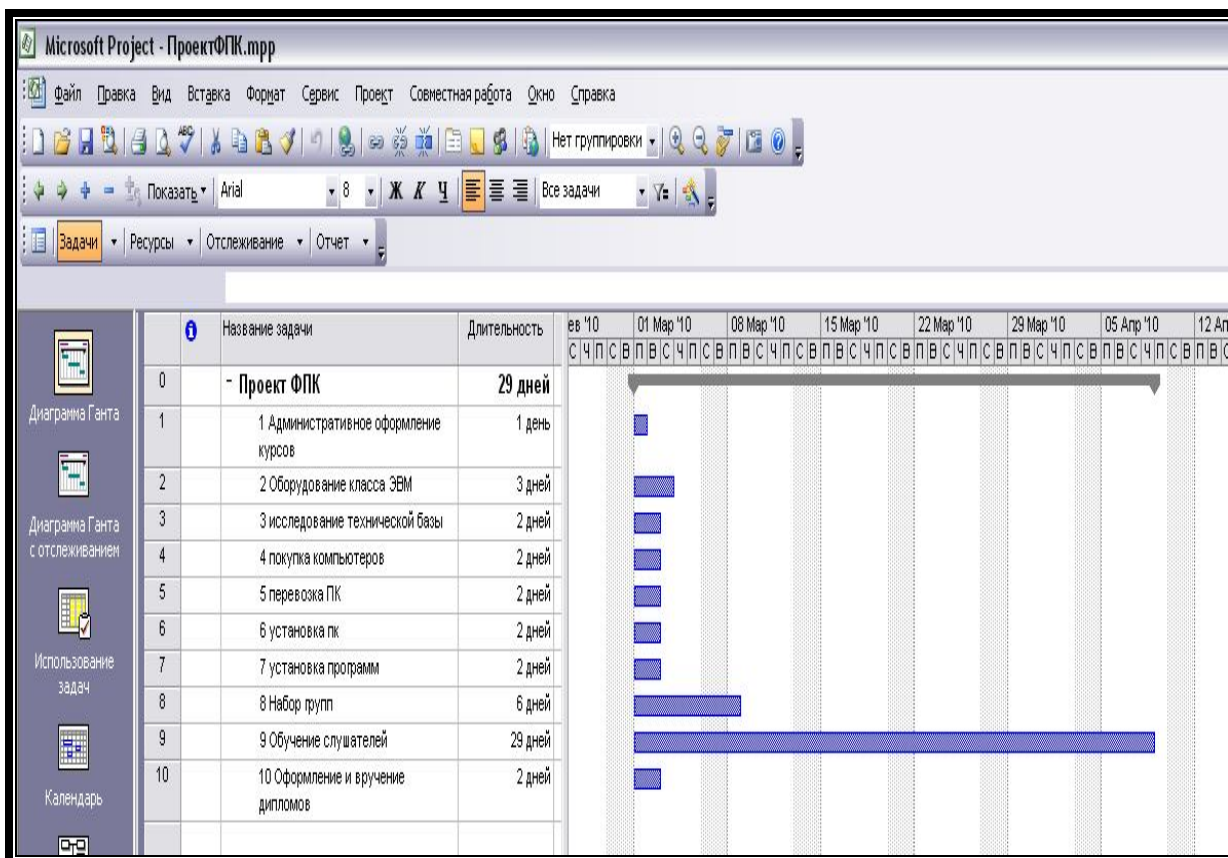 Microsoft Project - ПроектФПК.mpp
Файл Правка Вид Вставка Формат Сервис Проект Совместная работа Окно Справка
Нет группировки
Показать Arial 8 Ж К Ч Все задачи
Задачи Ресурсы Отслеживание Отчет
Название задачи Длительность ев '10 01 Мар '10 08 Мар '10 15 Мар '10 22 Мар '10 29 Мар '10 05 Апр '10 12 Ап
С Ч П С В П В С Ч П С В П В С Ч П С В П В С Ч П С В П В С Ч П С В П В С Ч П С В П В С Ч П С В П В С
0 - Проект ФПК 29 дней
1 1 Административное оформление курсов 1 день
2 2 Оборудование класса ЭВМ 3 дней
3 3 исследование технической базы 2 дней
4 4 покупка компьютеров 2 дней
5 5 перевозка ПК 2 дней
6 6 установка пк 2 дней
7 7 установка программ 2 дней
8 8 Набор групп 6 дней
9 9 Обучение слушателей 29 дней
10 10 Оформление и вручение дипломов 2 дней
Диаграмма Ганта
Диаграмма Ганта
с отслеживанием
Использование
задач
Календарь